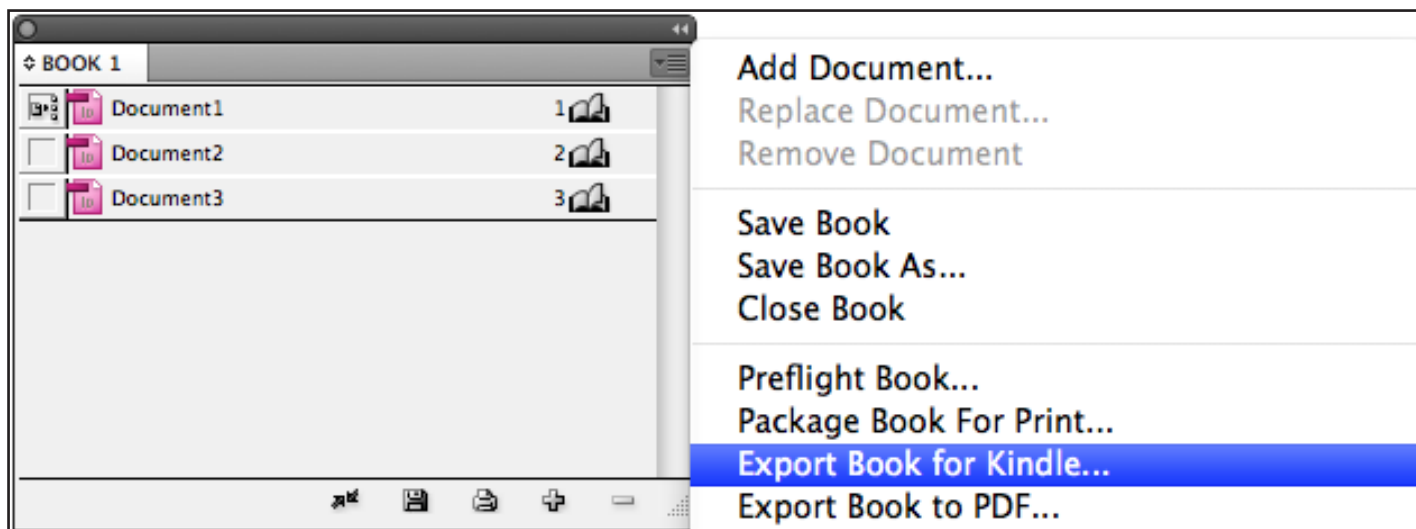 BOOK 1
Document1 1
Document2 2
Document3 3
Add Document...
Replace Document...
Remove Document
Save Book
Save Book As...
Close Book
Preflight Book...
Package Book For Print...
Export Book for Kindle...
Export Book to PDF...